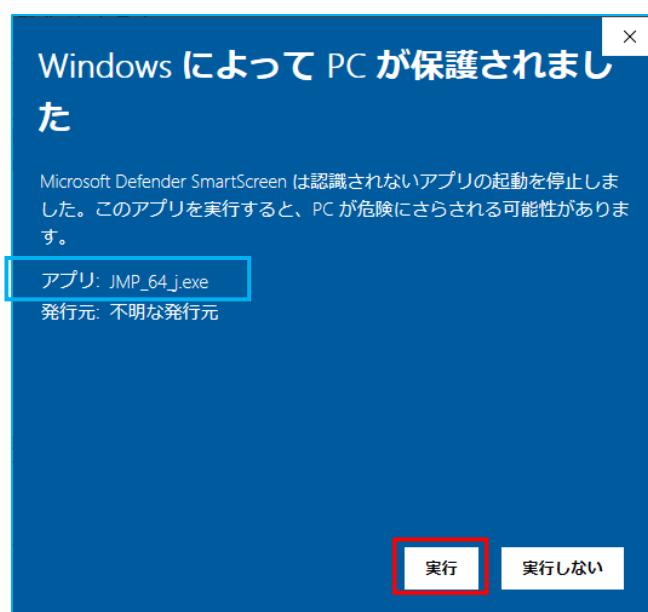 Windows によって PC が保護されまし
た
Microsoft Defender SmartScreen は認識されないアプリの起動を停止しま
した。このアプリを実行すると、PC が危険にさらされる可能性がありま
す。
アプリ: JMP_64_j.exe
発行元: 不明な発行元
実行 実行しない